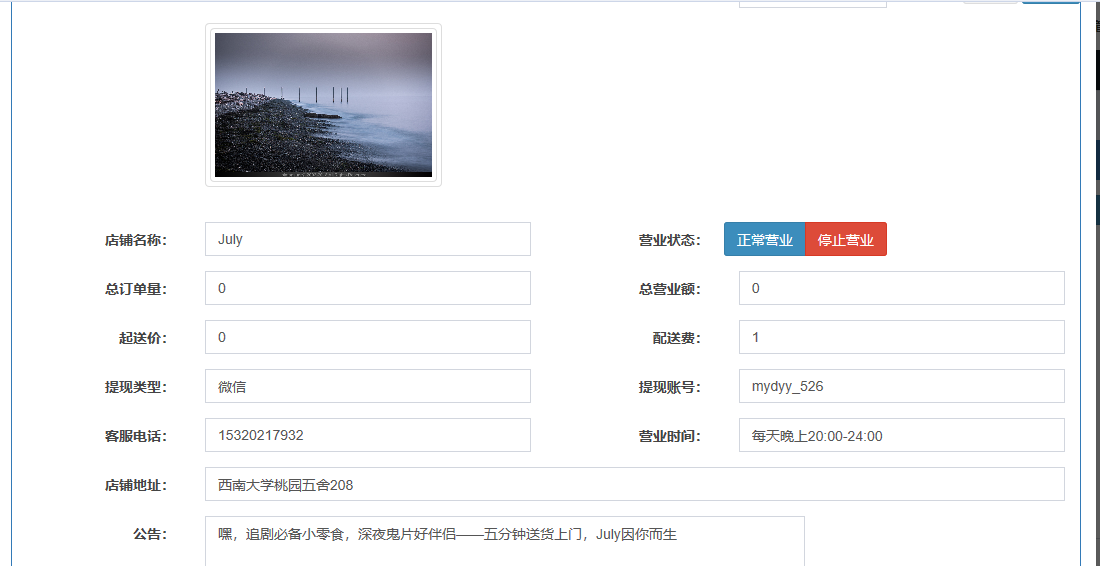 店铺名称： July 营业状态： 正常营业 停止营业
总订单量： 0 总营业额： 0
起送价： 0 配送费： 1
提现类型： 微信 提现账号： mydyy_526
客服电话： 15320217932 营业时间： 每天晚上20:00-24:00
店铺地址： 西南大学桃园五舍208
公告： 嘿，追剧必备小零食，深夜鬼片好伴侣——五分钟送货上门，July因你而生